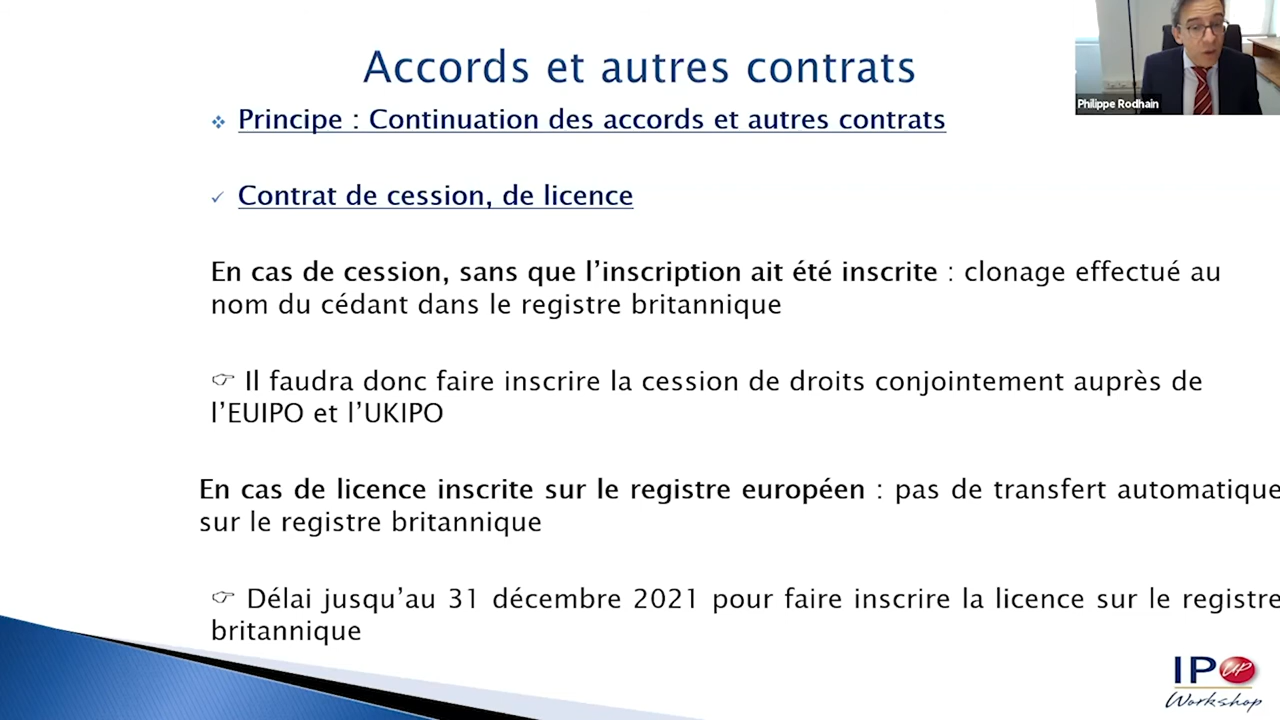 Accords et autres contrats
Philippe Rodhain
❖ Principe : Continuation des accords et autres contrats
✓ Contrat de cession, de licence
En cas de cession, sans que l’inscription ait été inscrite : clonage effectué au
nom du cédant dans le registre britannique
☞ Il faudra donc faire inscrire la cession de droits conjointement auprès de
l’EUIPO et l’UKIPO
En cas de licence inscrite sur le registre européen : pas de transfert automatique
sur le registre britannique
☞ Délai jusqu’au 31 décembre 2021 pour faire inscrire la licence sur le registre
britannique
IP UP
Workshop